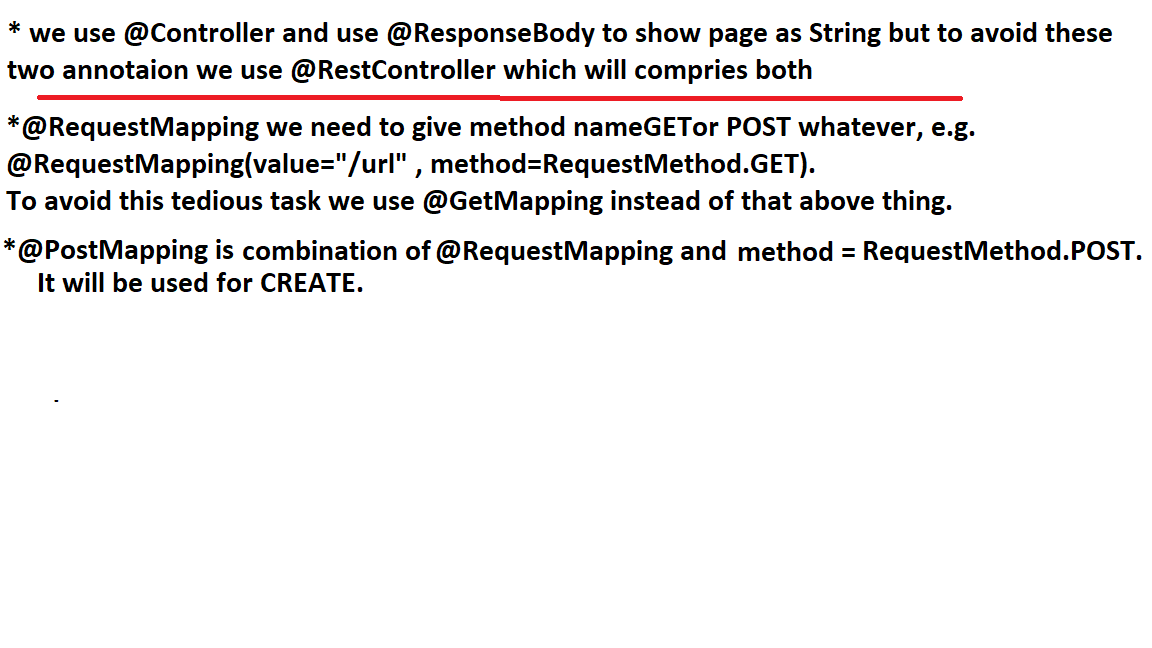 * we use @Controller and use @ResponseBody to show page as String but to avoid these
two annotaion we use @RestController which will compries both
*@RequestMapping we need to give method nameGETor POST whatever, e.g.
@RequestMapping(value="/url" , method=RequestMethod.GET).
To avoid this tedious task we use @GetMapping instead of that above thing.
*@PostMapping is combination of @RequestMapping and method = RequestMethod.POST.
It will be used for CREATE.
-